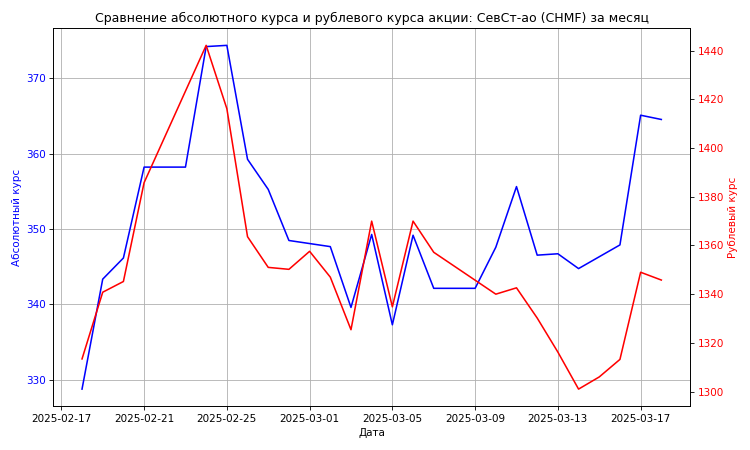 Сравнение абсолютного курса и рублевого курса акции: СевСт-ао (CHMF) за месяц
Абсолютный курс
370
360
350
340
330
1440
1420
1400
1380
1360
1340
1320
1300
Рублевый курс
2025-02-17 2025-02-21 2025-02-25 2025-03-01 2025-03-05 2025-03-09 2025-03-13 2025-03-17
Дата